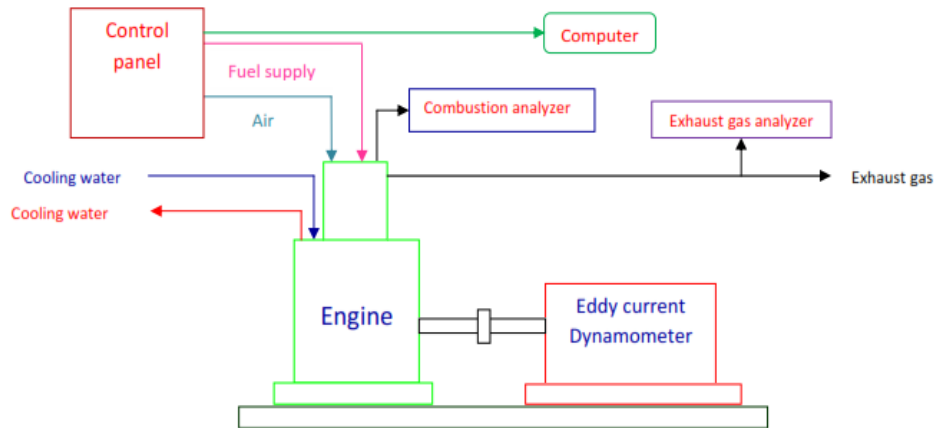 Control
panel
Computer
Fuel supply
Combustion analyzer
Air
Exhaust gas analyzer
Cooling water
Exhaust gas
Cooling water
Engine
Eddy current
Dynamometer